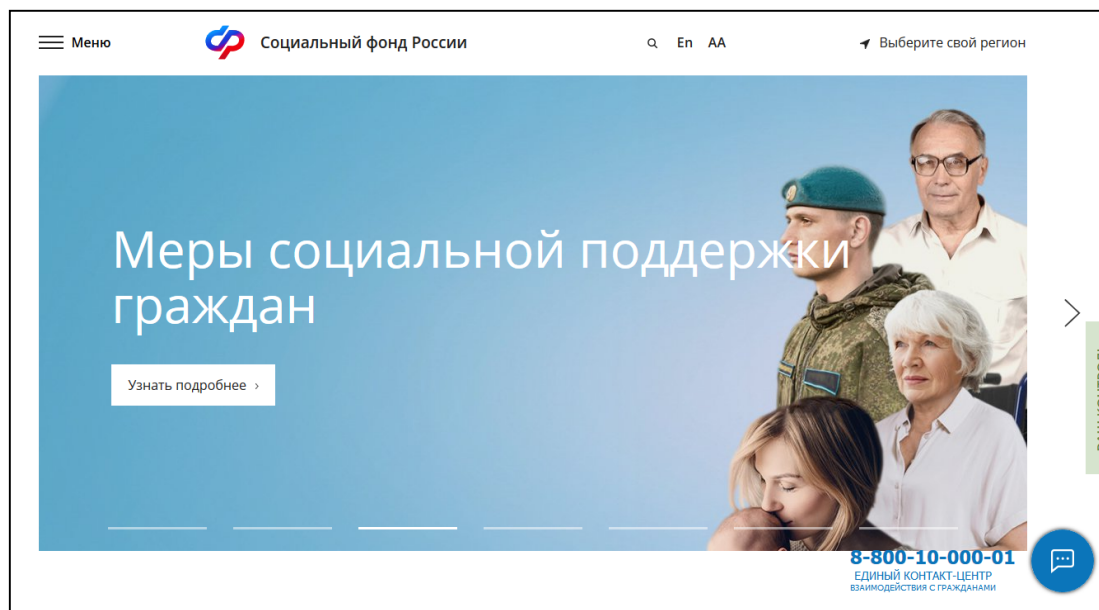 Меню
Социальный фонд России
En AA
Выберите свой регион
Меры социальной поддержки
граждан
Узнать подробнее ›
8-800-10-000-01
ЕДИНЫЙ КОНТАКТ-ЦЕНТР
ВЗАИМОДЕЙСТВИЯ С ГРАЖДАНАМИ